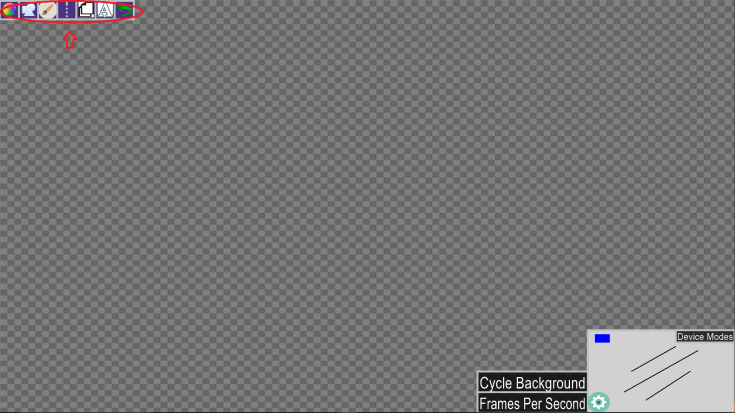 A
Device Modes
Cycle Background
Frames Per Second